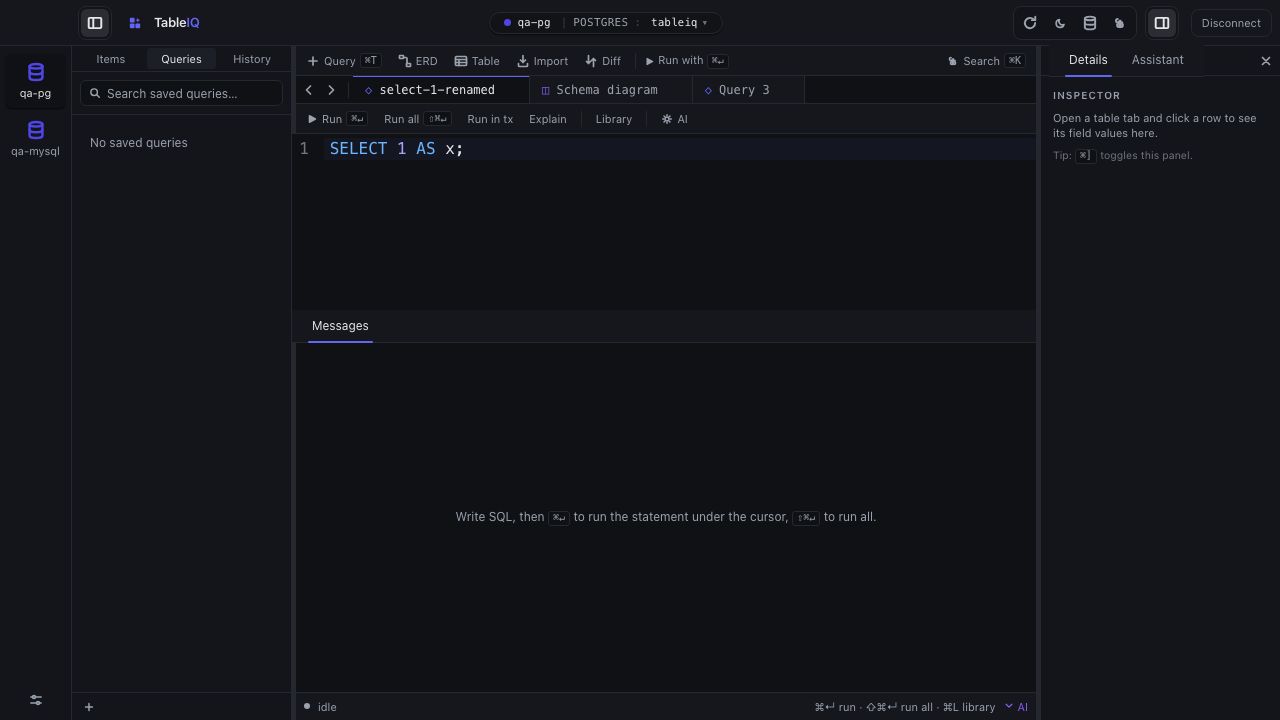 TableIQ
qa-pg | POSTGRES : tableiq ▾
Disconnect
qa-pg
qa-mysql
Items Queries History
Search saved queries...
No saved queries
+ Query ⌘T ERD Table Import Diff ▶ Run with ⌘↵ Search ⌘K
◇ select-1-renamed Schema diagram ◇ Query 3
▶ Run ⌘↵ Run all ⇧⌘↵ Run in tx Explain Library AI
1 SELECT 1 AS x;
Messages
Write SQL, then ⌘↵ to run the statement under the cursor, ⇧⌘↵ to run all.
Details Assistant ✕
INSPECTOR
Open a table tab and click a row to see
its field values here.
Tip: ⌘] toggles this panel.
+
● idle
⌘↵ run · ⇧⌘↵ run all · ⌘L library AI